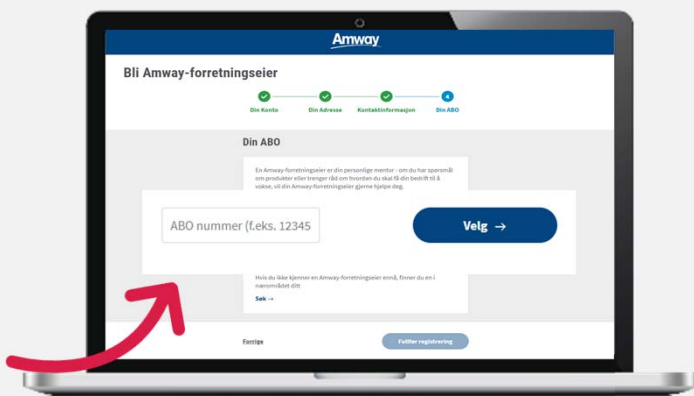 Amway
Bli Amway-forretningseier
4
Din Konto Din Adresse Kontaktinformasjon Din ABO
Din ABO
En Amway-forretningseier er din personlige mentor - om du har spørsmål
om produkter eller trenger råd om hvordan du skal få din bedrift til å
vokse, vil din Amway-forretningseier gjerne hjelpe deg.
ABO nummer (f.eks. 12345
Velg →
Hvis du ikke kjenner en Amway-forretningseier ennå, finner du en i
nærområdet ditt
Søk →
Forrige
Fullfør registrering